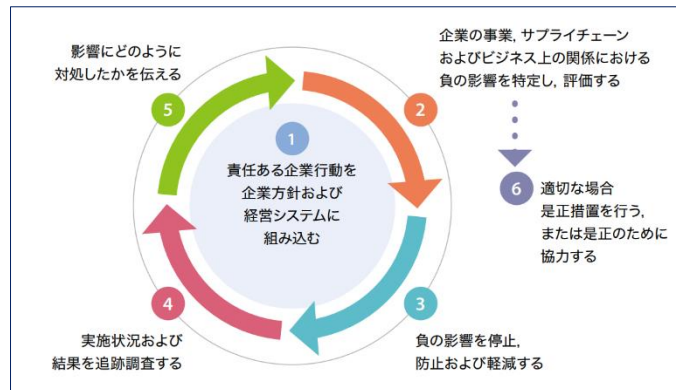 1
責任ある企業行動を
企業方針および
経営システムに
組み込む
2
企業の事業, サプライチェーン
およびビジネス上の関係における
負の影響を特定し, 評価する
3
負の影響を停止,
防止および軽減する
4
実施状況および
結果を追跡調査する
5
影響にどのように
対処したかを伝える
6
適切な場合
是正措置を行う,
または是正のために
協力する